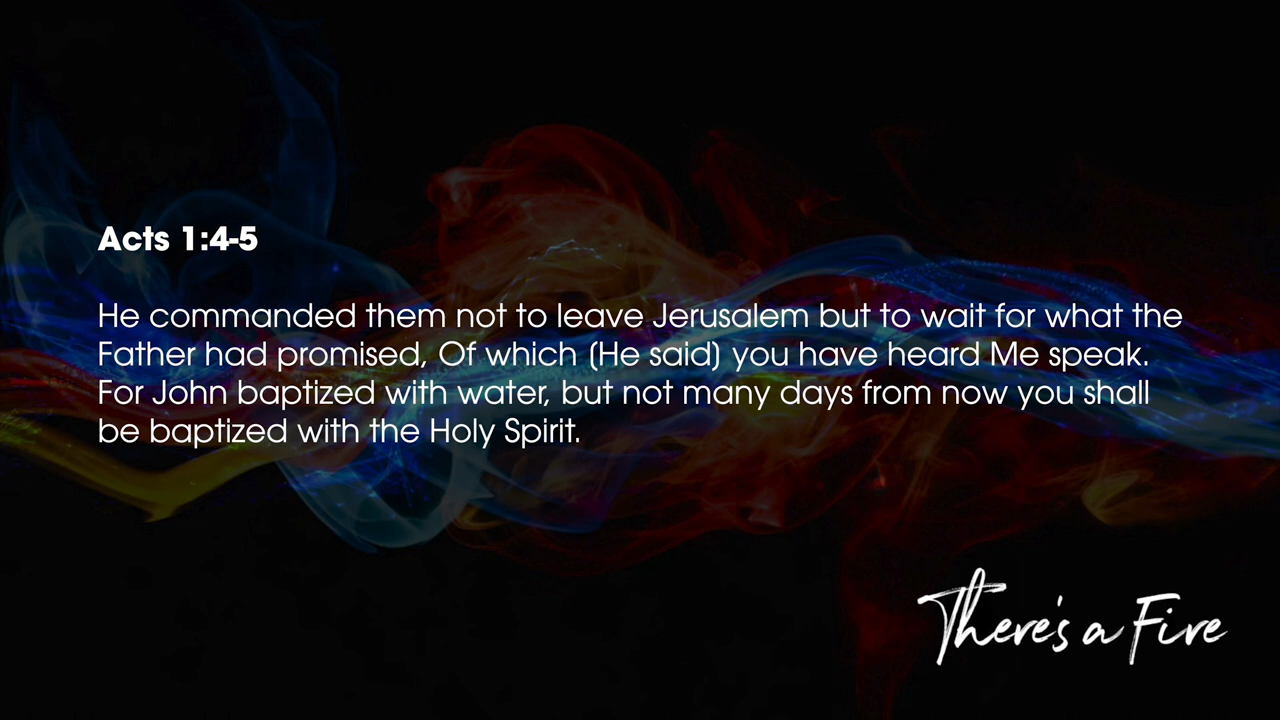 Acts 1:4-5
He commanded them not to leave Jerusalem but to wait for what the
Father had promised, Of which (He said) you have heard Me speak.
For John baptized with water, but not many days from now you shall
be baptized with the Holy Spirit.
There's a Fire